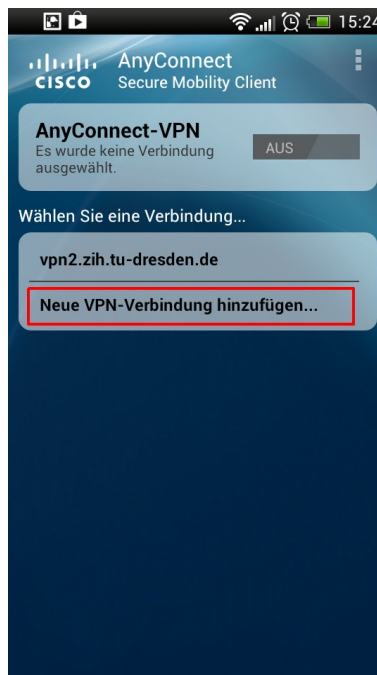 15:24
CISCO
AnyConnect
Secure Mobility Client
AnyConnect-VPN
Es wurde keine Verbindung
ausgewählt.
AUS
Wählen Sie eine Verbindung...
vpn2.zih.tu-dresden.de
Neue VPN-Verbindung hinzufügen...